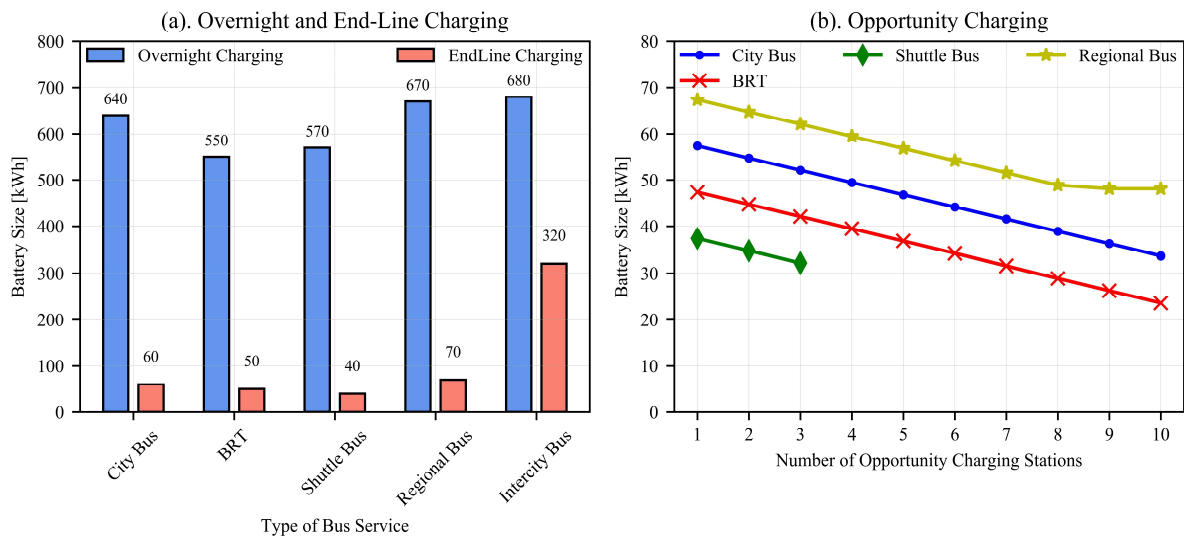 (a). Overnight and End-Line Charging
Overnight Charging
EndLine Charging
Battery Size [kWh]
800
700
600
500
400
300
200
100
0
640
60
550
50
570
40
670
70
680
320
City Bus
BRT
Shuttle Bus
Regional Bus
Intercity Bus
Type of Bus Service
(b). Opportunity Charging
City Bus
Shuttle Bus
Regional Bus
BRT
Battery Size [kWh]
80
70
60
50
40
30
20
10
0
1 2 3 4 5 6 7 8 9 10
Number of Opportunity Charging Stations